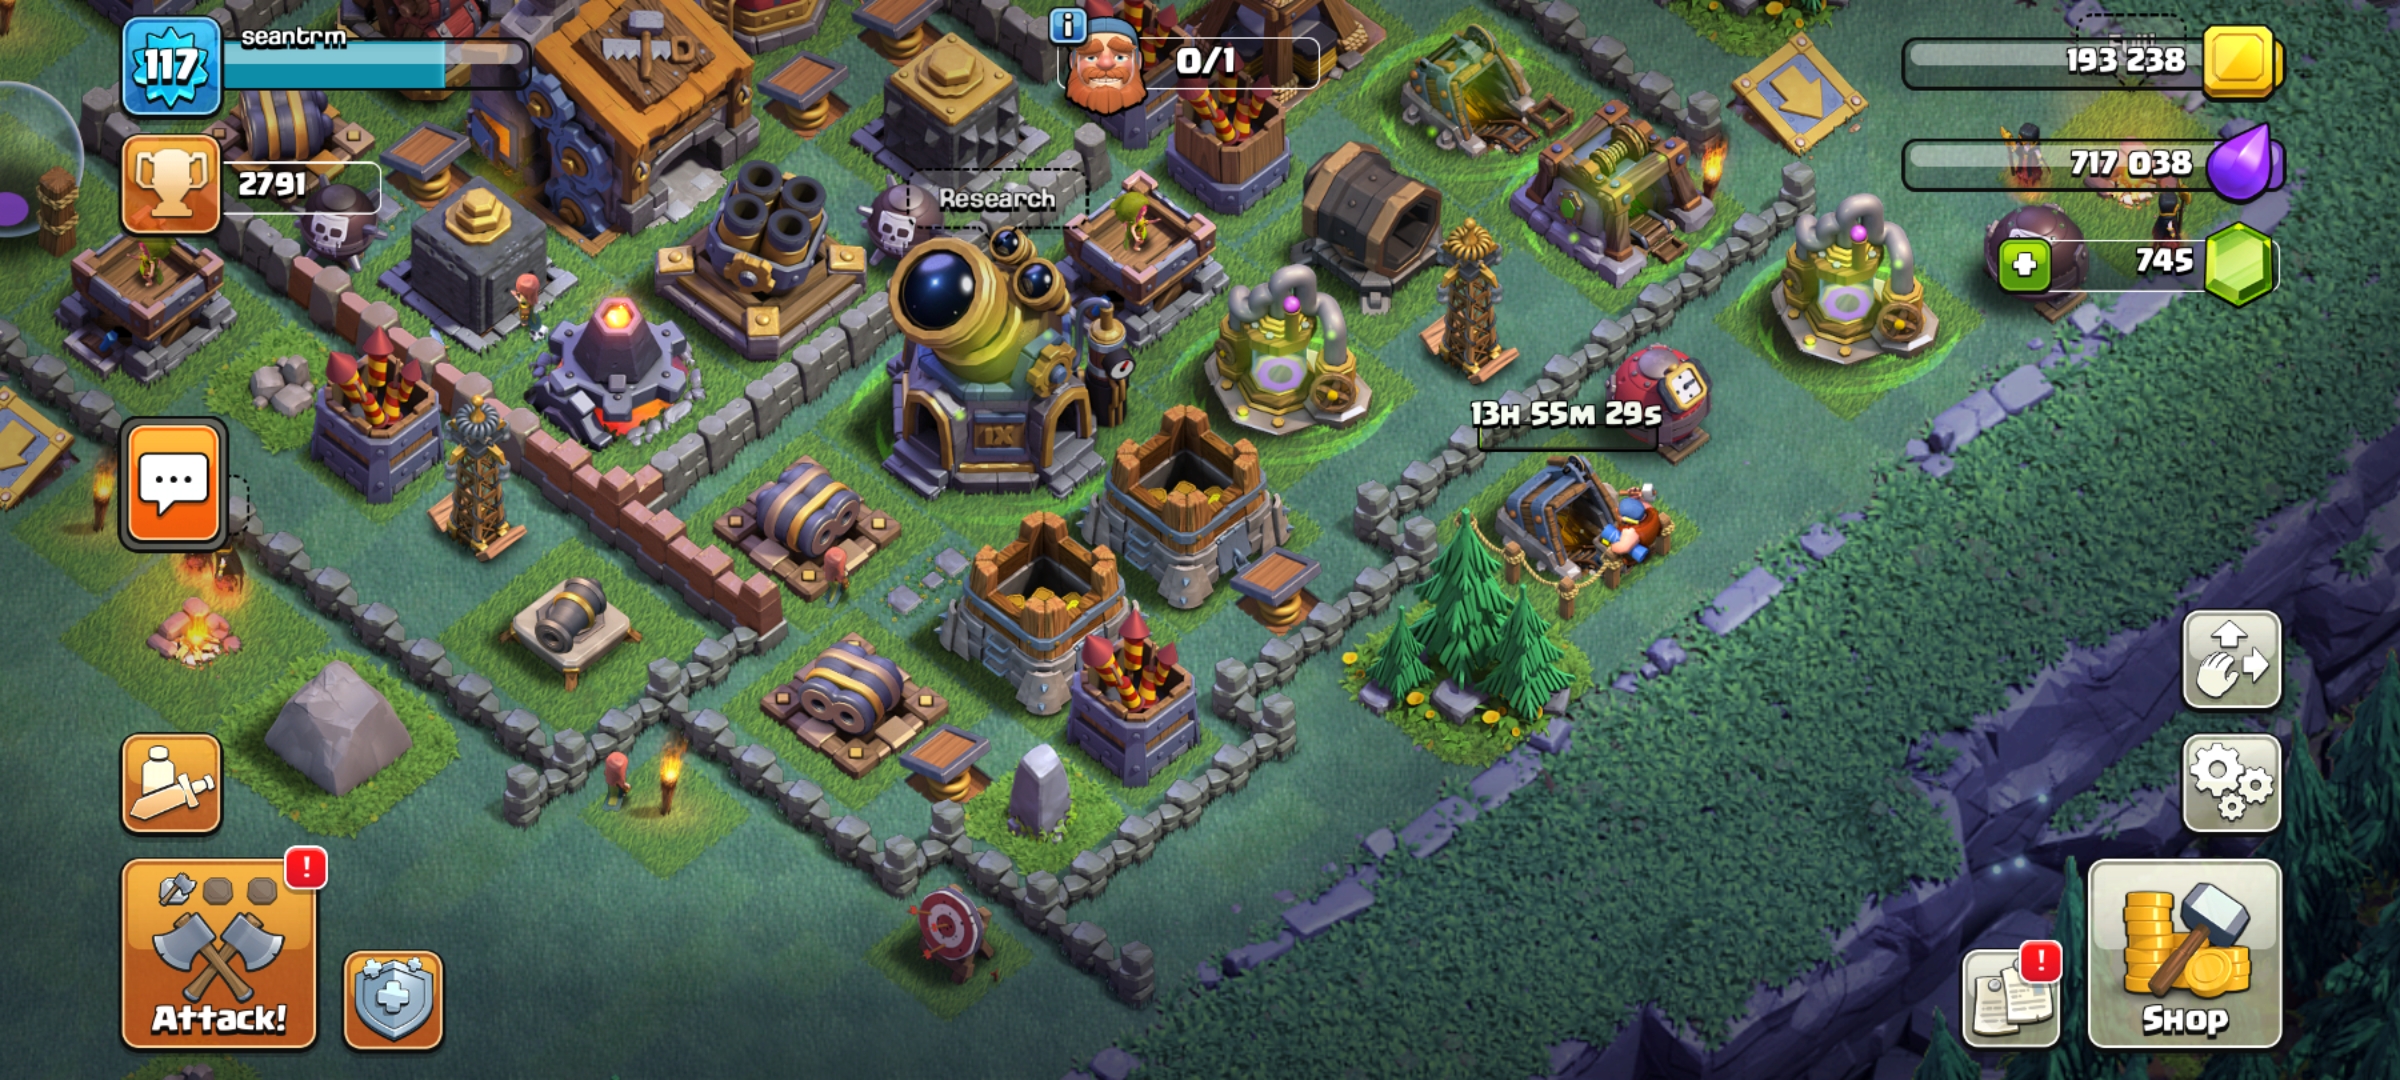 117
seantrm
i
0/1
193 238
2791
717 038
Research
745
13H 55M 29S
IX
!
Attack!
!
Shop